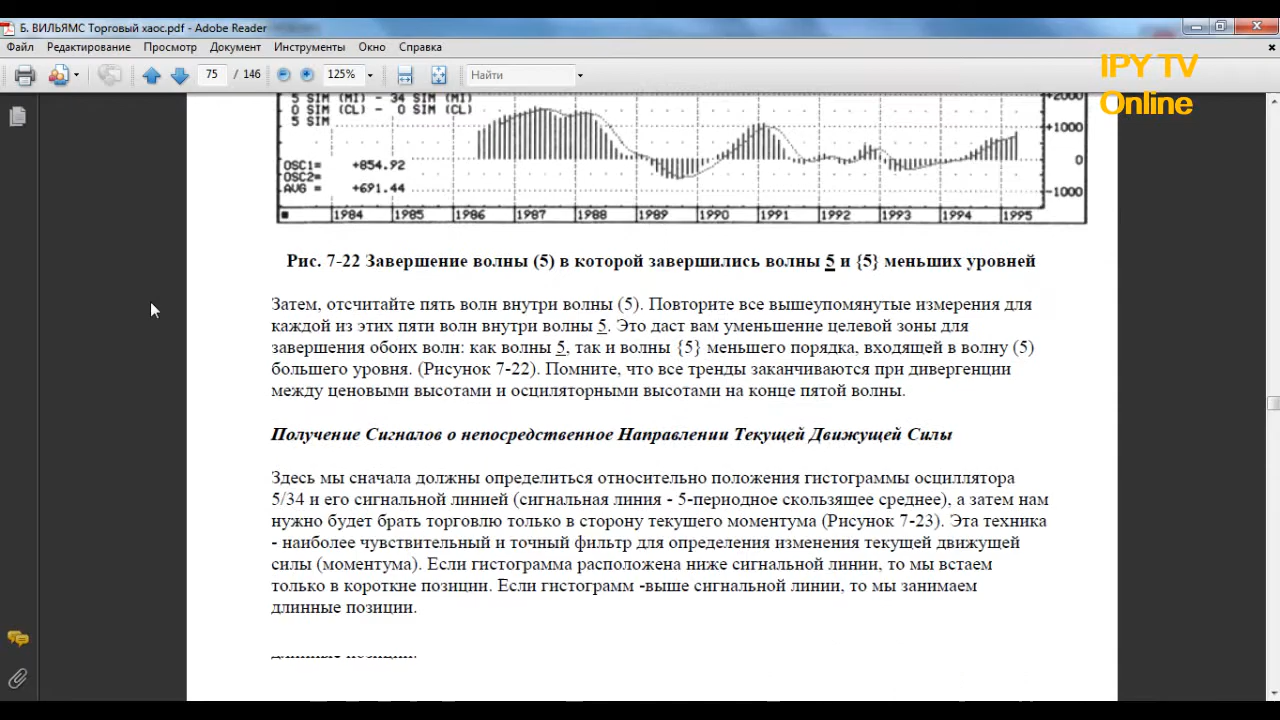 Б. ВИЛЬЯМС Торговый хаос.pdf - Adobe Reader
Файл Редактирование Просмотр Документ Инструменты Окно Справка
75 / 146 125% Найти
IPY TV
Online
5 SIM (MI) - 34 SIM (MI)
0 SIM (CL) - 0 SIM (CL)
5 SIM
+2000
+1000
0
-1000
OSC1= +854.92
OSC2=
AVG = +691.44
1984 1985 1986 1987 1988 1989 1990 1991 1992 1993 1994 1995
Рис. 7-22 Завершение волны (5) в которой завершились волны 5 и {5} меньших уровней
Затем, отсчитайте пять волн внутри волны (5). Повторите все вышеупомянутые измерения для
каждой из этих пяти волн внутри волны 5. Это даст вам уменьшение целевой зоны для
завершения обоих волн: как волны 5, так и волны {5} меньшего порядка, входящей в волну (5)
большего уровня. (Рисунок 7-22). Помните, что все тренды заканчиваются при дивергенции
между ценовыми высотами и осциляторными высотами на конце пятой волны.
Получение Сигналов о непосредственное Направлении Текущей Движущей Силы
Здесь мы сначала должны определиться относительно положения гистограммы осциллятора
5/34 и его сигнальной линией (сигнальная линия - 5-периодное скользящее среднее), а затем нам
нужно будет брать торговлю только в сторону текущего моментума (Рисунок 7-23). Эта техника
- наиболее чувствительный и точный фильтр для определения изменения текущей движущей
силы (моментума). Если гистограмма расположена ниже сигнальной линии, то мы встаем
только в короткие позиции. Если гистограмм -выше сигнальной линии, то мы занимаем
длинные позиции.